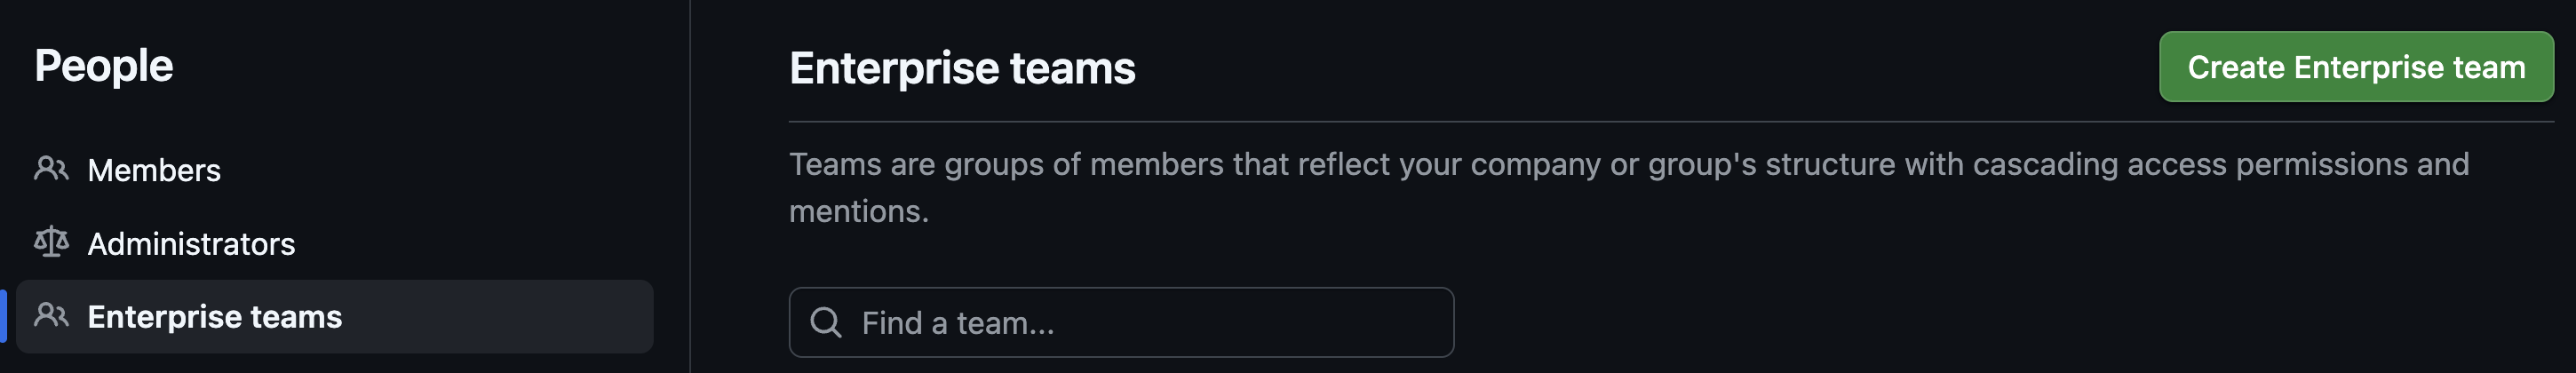 People
Members
Administrators
Enterprise teams
Enterprise teams
Create Enterprise team
Teams are groups of members that reflect your company or group's structure with cascading access permissions and
mentions.
Find a team...